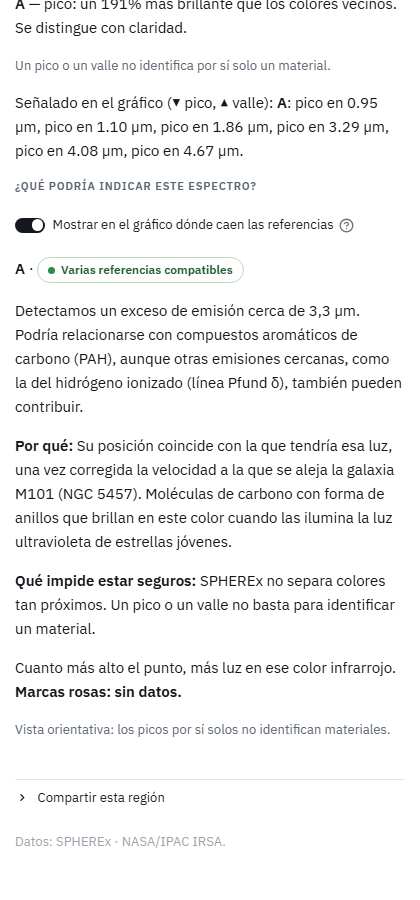 A — pico: un 191% más brillante que los colores vecinos.
Se distingue con claridad.
Un pico o un valle no identifica por sí solo un material.
Señalado en el gráfico (▼ pico, ▲ valle): A: pico en 0.95
µm, pico en 1.10 µm, pico en 1.86 µm, pico en 3.29 µm,
pico en 4.08 µm, pico en 4.67 µm.
¿QUÉ PODRÍA INDICAR ESTE ESPECTRO?
Mostrar en el gráfico dónde caen las referencias ?
A · Varias referencias compatibles
Detectamos un exceso de emisión cerca de 3,3 µm.
Podría relacionarse con compuestos aromáticos de
carbono (PAH), aunque otras emisiones cercanas, como
la del hidrógeno ionizado (línea Pfund δ), también pueden
contribuir.
Por qué: Su posición coincide con la que tendría esa luz,
una vez corregida la velocidad a la que se aleja la galaxia
M101 (NGC 5457). Moléculas de carbono con forma de
anillos que brillan en este color cuando las ilumina la luz
ultravioleta de estrellas jóvenes.
Qué impide estar seguros: SPHEREx no separa colores
tan próximos. Un pico o un valle no basta para identificar
un material.
Cuanto más alto el punto, más luz en ese color infrarrojo.
Marcas rosas: sin datos.
Vista orientativa: los picos por sí solos no identifican materiales.
Compartir esta región
Datos: SPHEREx · NASA/IPAC IRSA.